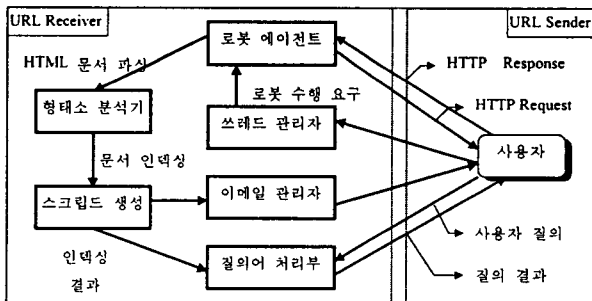 URL Receiver
URL Sender
로봇 에이전트
HTML 문서 파싱
HTTP Response
로봇 수행 요구
HTTP Request
형태소 분석기
쓰레드 관리자
사용자
문서 인덱싱
스크립드 생성
이메일 관리자
사용자 질의
인덱싱
결과
질의어 처리부
질의 결과